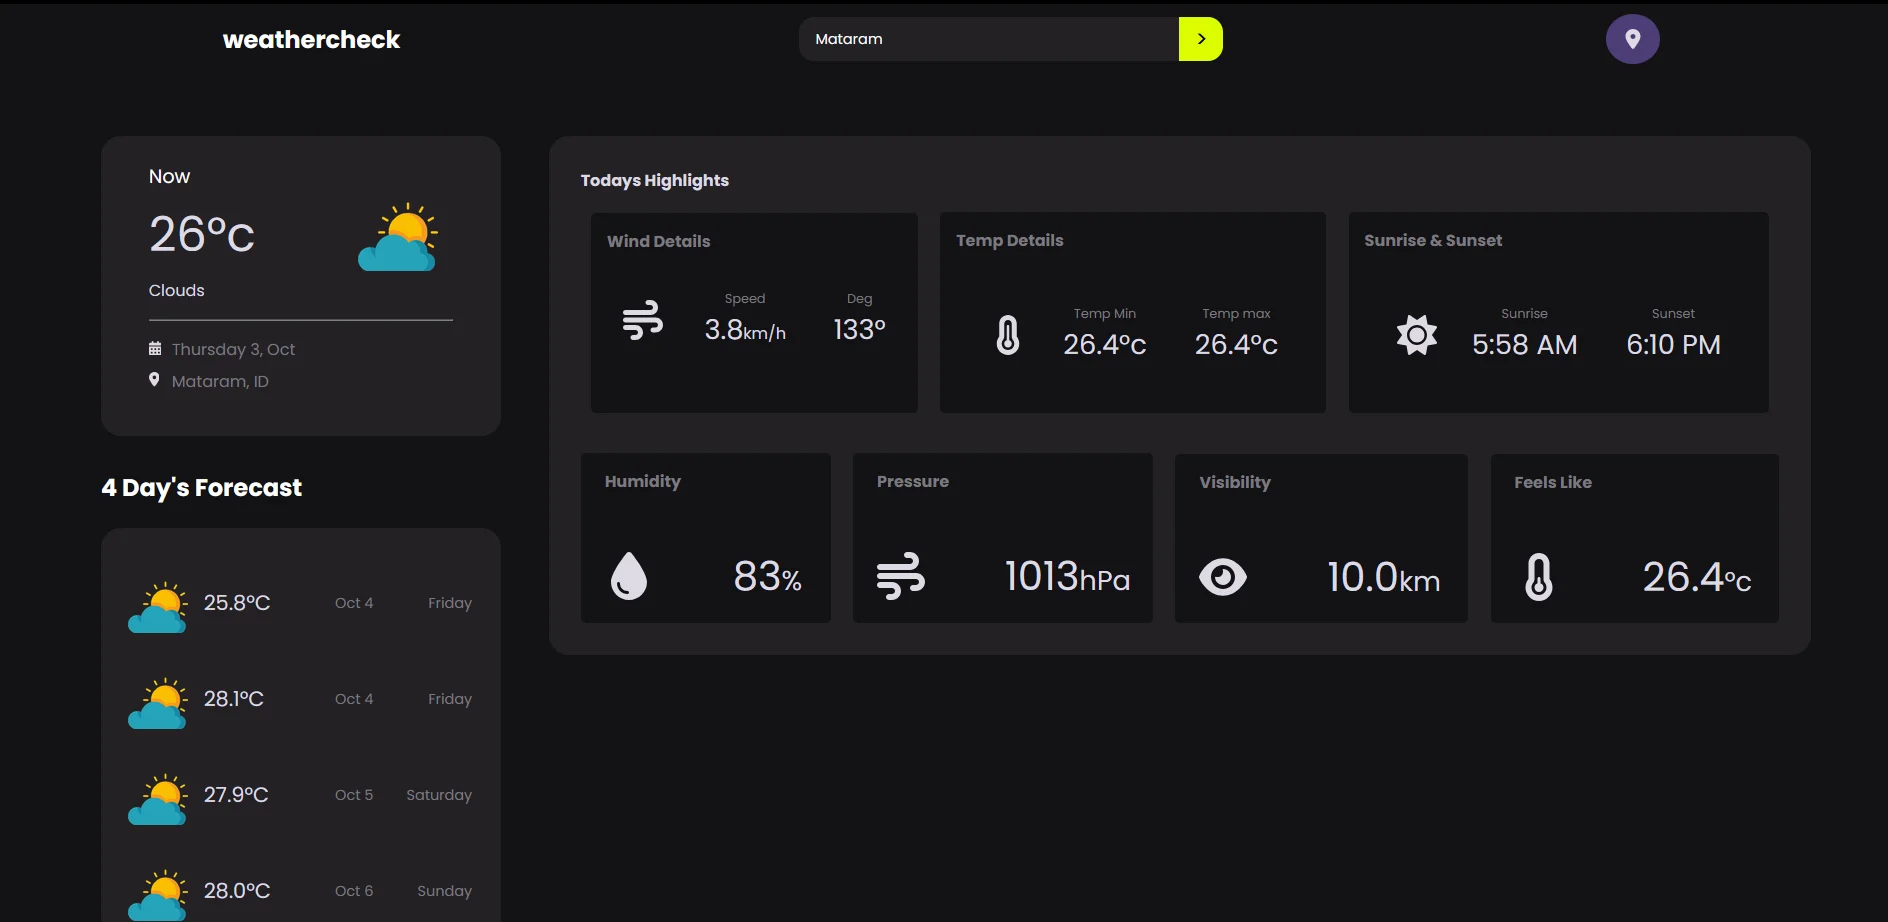 weathercheck
Mataram
Now
26°c
Clouds
Thursday 3, Oct
Mataram, ID
4 Day's Forecast
25.8°C Oct 4 Friday
28.1°C Oct 4 Friday
27.9°C Oct 5 Saturday
28.0°C Oct 6 Sunday
Todays Highlights
Wind Details
Speed Deg
3.8km/h 133°
Temp Details
Temp Min Temp max
26.4°c 26.4°c
Sunrise & Sunset
Sunrise Sunset
5:58 AM 6:10 PM
Humidity
83%
Pressure
1013hPa
Visibility
10.0km
Feels Like
26.4°c